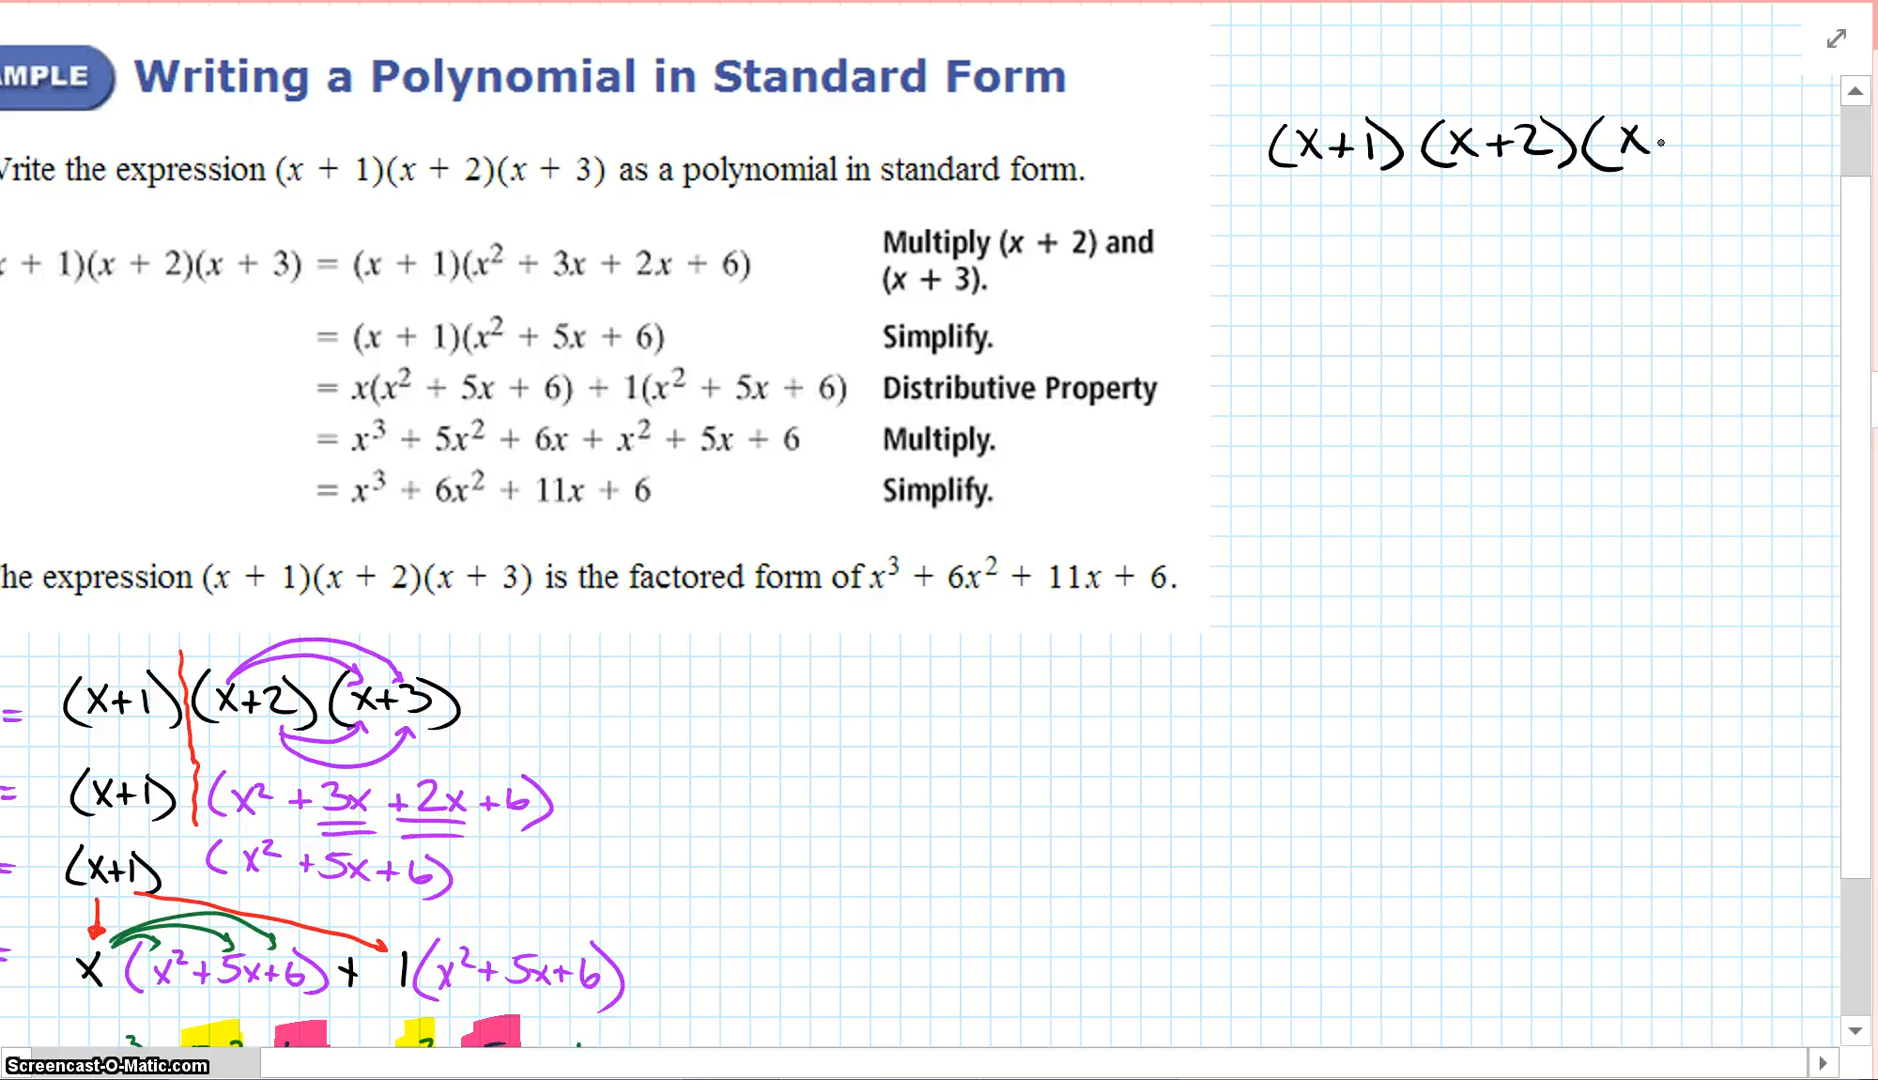 MPLE Writing a Polynomial in Standard Form
Write the expression (x + 1)(x + 2)(x + 3) as a polynomial in standard form.
x + 1)(x + 2)(x + 3) = (x + 1)(x² + 3x + 2x + 6) Multiply (x + 2) and
(x + 3).
= (x + 1)(x² + 5x + 6) Simplify.
= x(x² + 5x + 6) + 1(x² + 5x + 6) Distributive Property
= x³ + 5x² + 6x + x² + 5x + 6 Multiply.
= x³ + 6x² + 11x + 6 Simplify.
he expression (x + 1)(x + 2)(x + 3) is the factored form of x³ + 6x² + 11x + 6.
(x+1)(x+2)(x
= (x+1)(x+2)(x+3)
= (x+1)(x² + 3x + 2x + 6)
= (x+1) (x² + 5x + 6)
= x(x² + 5x + 6) + 1(x² + 5x + 6)
Screencast-O-Matic.com